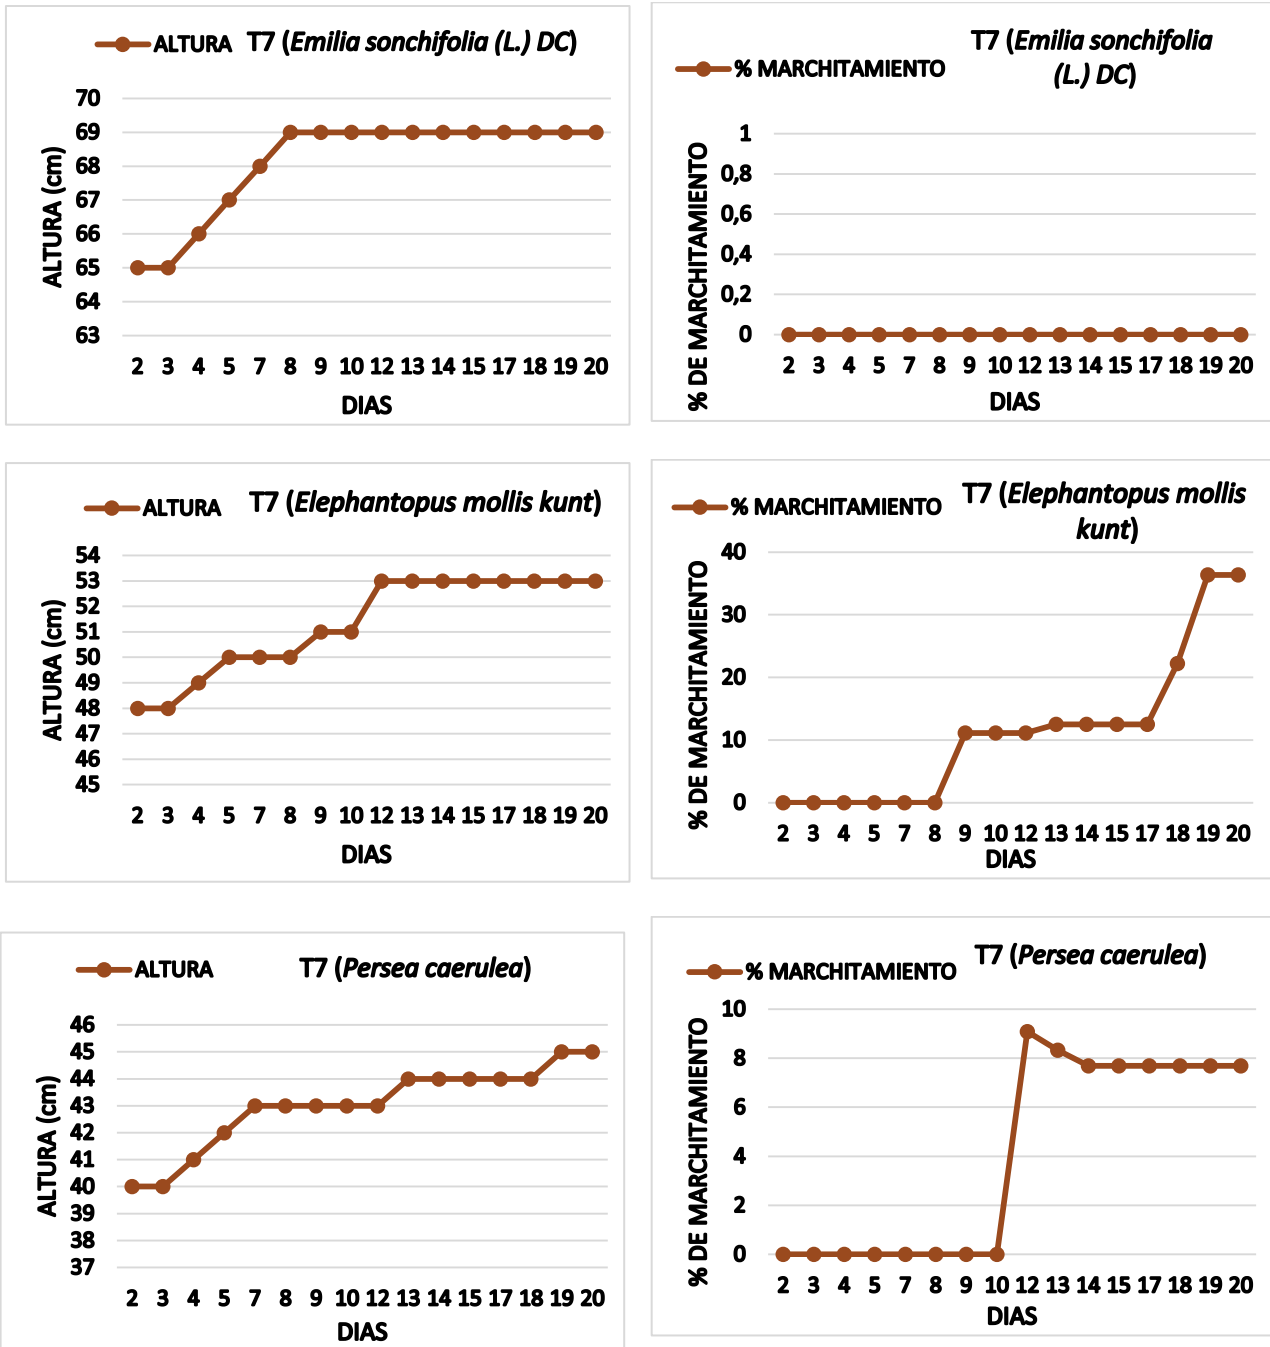 ALTURA T7 (Emilia sonchifolia (L.) DC)
70
69
68
67
66
65
64
63
ALTURA (cm)
2 3 4 5 7 8 9 10 12 13 14 15 17 18 19 20
DIAS
% MARCHITAMIENTO T7 (Emilia sonchifolia
(L.) DC)
1
0,8
0,6
0,4
0,2
0
% DE MARCHITAMIENTO
2 3 4 5 7 8 9 10 12 13 14 15 17 18 19 20
DIAS
ALTURA T7 (Elephantopus mollis kunt)
54
53
52
51
50
49
48
47
46
45
ALTURA (cm)
2 3 4 5 7 8 9 10 12 13 14 15 17 18 19 20
DIAS
% MARCHITAMIENTO T7 (Elephantopus mollis
kunt)
40
30
20
10
0
% DE MARCHITAMIENTO
2 3 4 5 7 8 9 10 12 13 14 15 17 18 19 20
DIAS
ALTURA T7 (Persea caerulea)
46
45
44
43
42
41
40
39
38
37
ALTURA (cm)
2 3 4 5 7 8 9 10 12 13 14 15 17 18 19 20
DIAS
% MARCHITAMIENTO T7 (Persea caerulea)
10
8
6
4
2
0
% DE MARCHITAMIENTO
2 3 4 5 7 8 9 10 12 13 14 15 17 18 19 20
DIAS